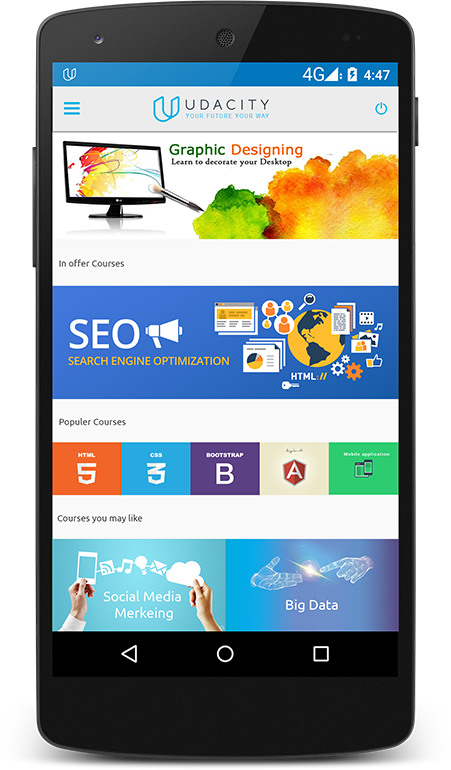 4G 4:47
UDACITY
YOUR FUTURE YOUR WAY
Graphic Designing
Learn to decorate your Desktop
In offer Courses
SEO
SEARCH ENGINE OPTIMIZATION
HTML://
Populer Courses
HTML CSS BOOTSTRAP AngularJS Mobile application
5 3 B A
Courses you may like
Social Media
Merkeing
Big Data